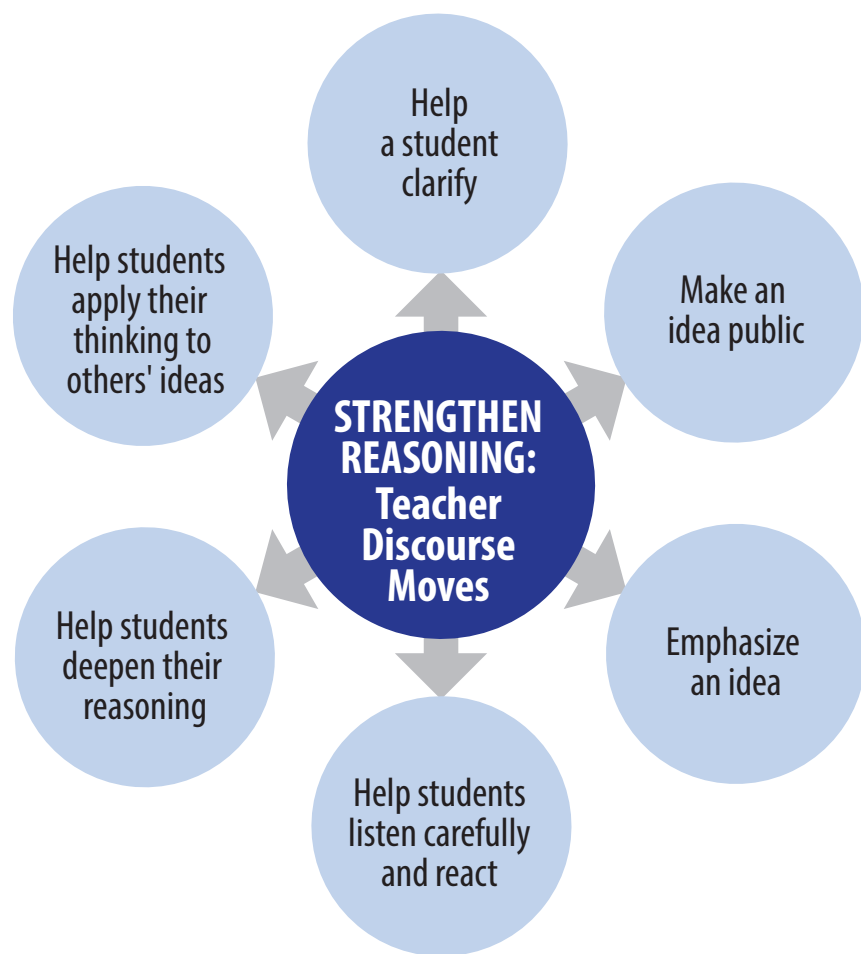 Help
a student
clarify
Make an
idea public
Emphasize
an idea
Help students
listen carefully
and react
Help students
deepen their
reasoning
Help students
apply their
thinking to
others' ideas
STRENGTHEN
REASONING:
Teacher
Discourse
Moves